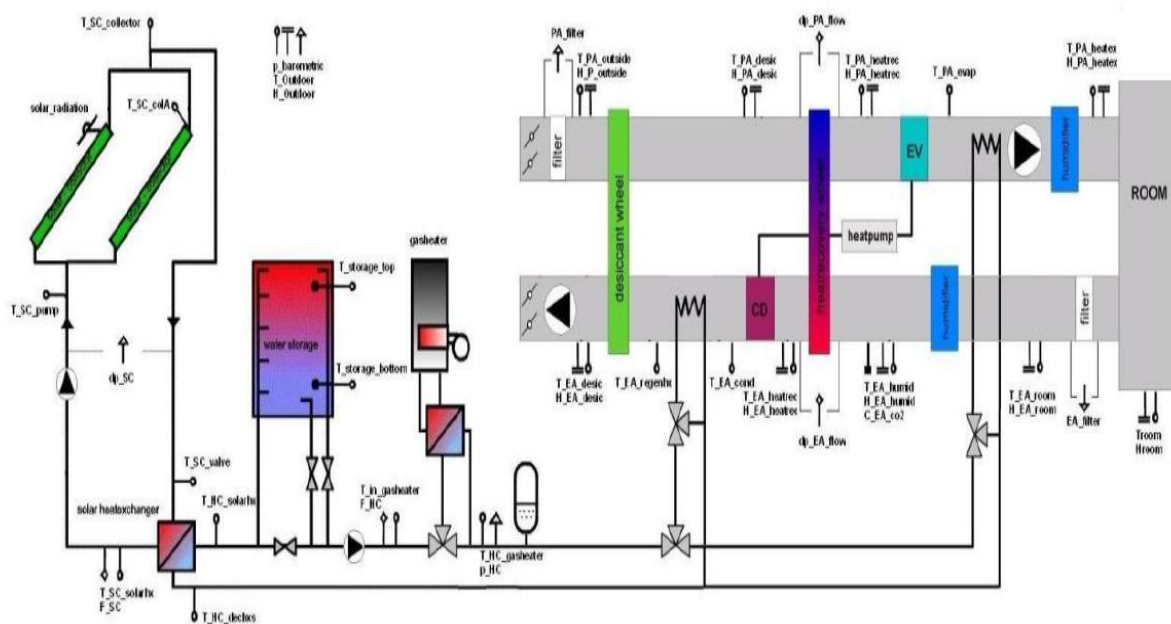 T_SC_collector
p_barometric
T_Outdoor
H_Outdoor
T_SC_colA
solar_radiation
T_SC_pump
dp_SC
T_SC_valve
T_HC_solarhx
solar heatexchanger
T_SC_solarhx
F_SC
T_HC_dechxs
T_storage_top
water storage
T_storage_bottom
gasheater
T_in_gasheater
F_HC
T_HC_gasheater
p_HC
PA_filter
T_PA_outside
H_P_outside
T_PA_desic
H_PA_desic
dp_PA_flow
T_PA_heatrec
H_PA_heatrec
T_PA_evap
T_PA_heatex
H_PA_heatex
filter
desiccant wheel
heatrecovery wheel
EV
humidifier
ROOM
heatpump
CD
humidifier
filter
T_EA_desic
H_EA_desic
T_EA_regenhx
T_EA_cond
T_EA_heatrec
H_EA_heatrec
dp_EA_flow
T_EA_humid
H_EA_humid
C_EA_co2
T_EA_room
H_EA_room
EA_filter
Troom
Hroom